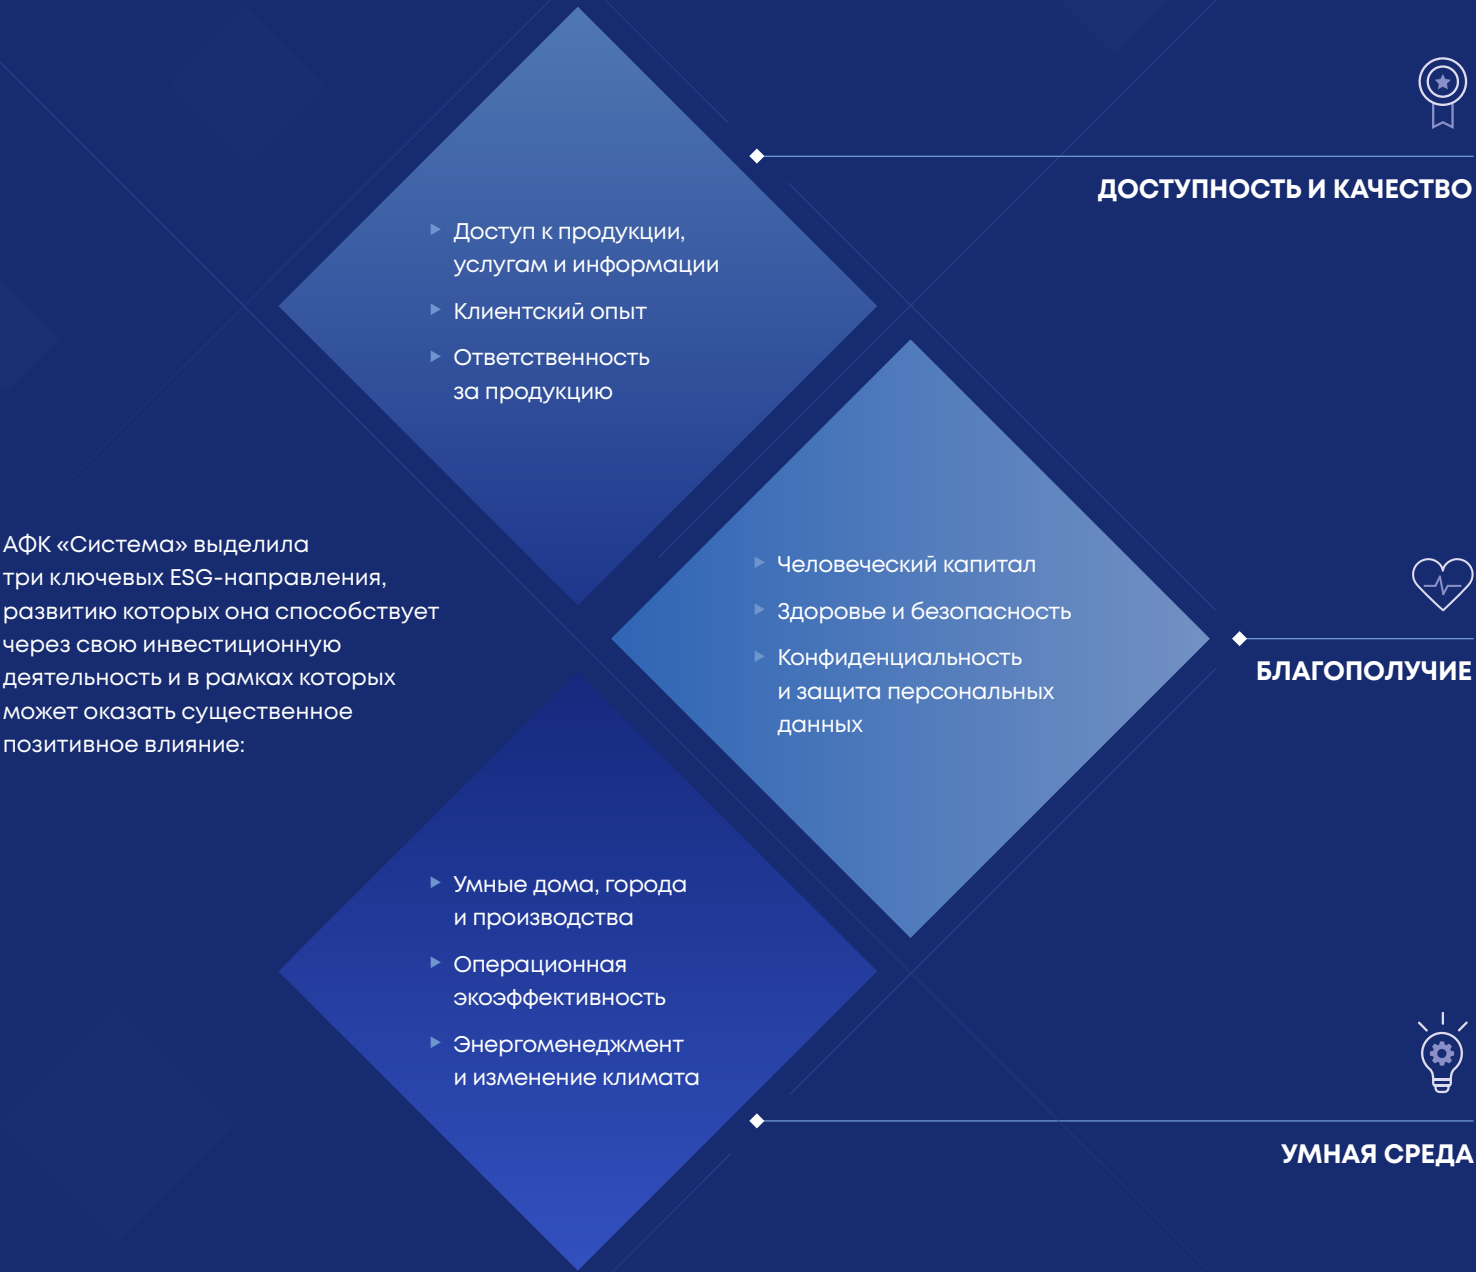 АФК «Система» выделила
три ключевых ESG-направления,
развитию которых она способствует
через свою инвестиционную
деятельность и в рамках которых
может оказать существенное
позитивное влияние:
ДОСТУПНОСТЬ И КАЧЕСТВО
Доступ к продукции,
услугам и информации
Клиентский опыт
Ответственность
за продукцию
БЛАГОПОЛУЧИЕ
Человеческий капитал
Здоровье и безопасность
Конфиденциальность
и защита персональных
данных
УМНАЯ СРЕДА
Умные дома, города
и производства
Операционная
экоэффективность
Энергоменеджмент
и изменение климата